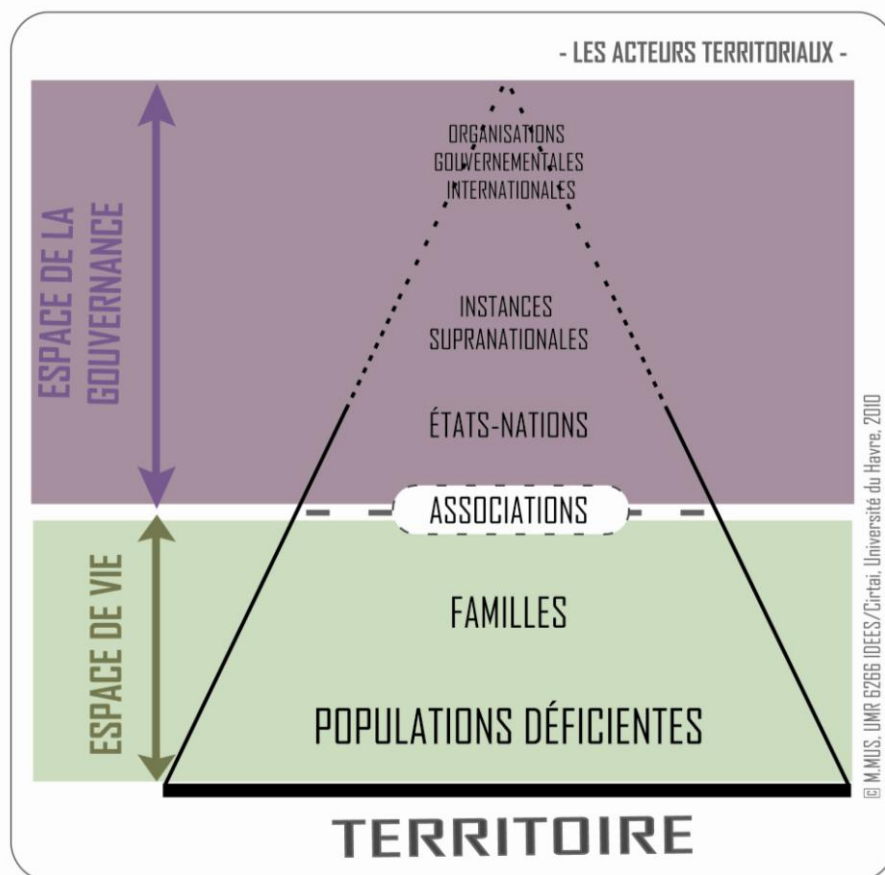 - LES ACTEURS TERRITORIAUX -
ESPACE DE LA
GOUVERNANCE
ORGANISATIONS
GOUVERNEMENTALES
INTERNATIONALES
INSTANCES
SUPRANATIONALES
ÉTATS-NATIONS
ASSOCIATIONS
ESPACE DE VIE
FAMILLES
POPULATIONS DÉFICIENTES
TERRITOIRE
© M.MUS, UMR 6266 IDEES/Cirtai, Université du Havre, 2010